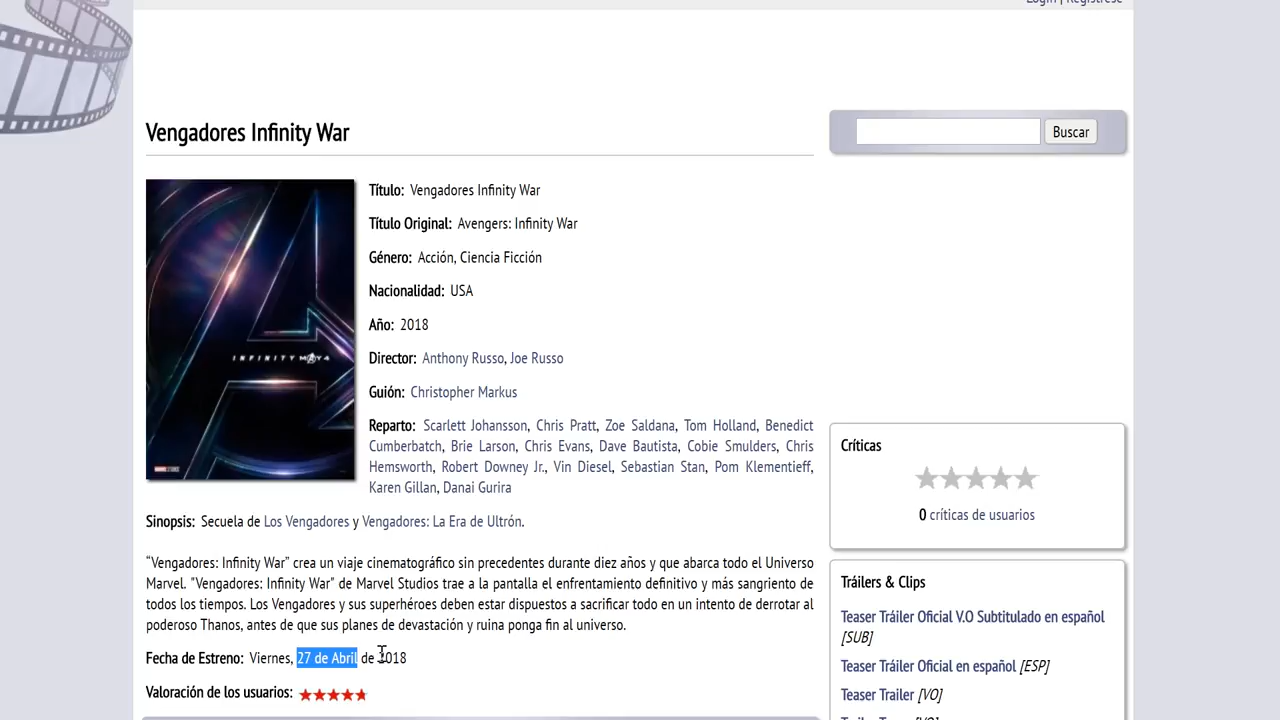 Login | Regístrese
Vengadores Infinity War
Buscar
INFINITY MAY 4
Título: Vengadores Infinity War
Título Original: Avengers: Infinity War
Género: Acción, Ciencia Ficción
Nacionalidad: USA
Año: 2018
Director: Anthony Russo, Joe Russo
Guión: Christopher Markus
Reparto: Scarlett Johansson, Chris Pratt, Zoe Saldana, Tom Holland, Benedict
Cumberbatch, Brie Larson, Chris Evans, Dave Bautista, Cobie Smulders, Chris
Hemsworth, Robert Downey Jr., Vin Diesel, Sebastian Stan, Pom Klementieff,
Karen Gillan, Danai Gurira
Sinopsis: Secuela de Los Vengadores y Vengadores: La Era de Ultrón.
“Vengadores: Infinity War” crea un viaje cinematográfico sin precedentes durante diez años y que abarca todo el Universo
Marvel. "Vengadores: Infinity War" de Marvel Studios trae a la pantalla el enfrentamiento definitivo y más sangriento de
todos los tiempos. Los Vengadores y sus superhéroes deben estar dispuestos a sacrificar todo en un intento de derrotar al
poderoso Thanos, antes de que sus planes de devastación y ruina ponga fin al universo.
Fecha de Estreno: Viernes, 27 de Abril de 2018
Valoración de los usuarios:
Críticas
0 críticas de usuarios
Tráilers & Clips
Teaser Tráiler Oficial V.O Subtitulado en español
[SUB]
Teaser Tráiler Oficial en español [ESP]
Teaser Trailer [VO]